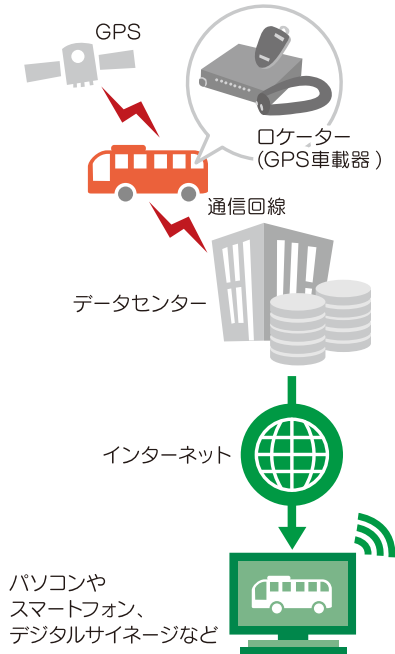 GPS
ロケーター
(GPS車載器)
通信回線
データセンター
インターネット
パソコンや
スマートフォン、
デジタルサイネージなど